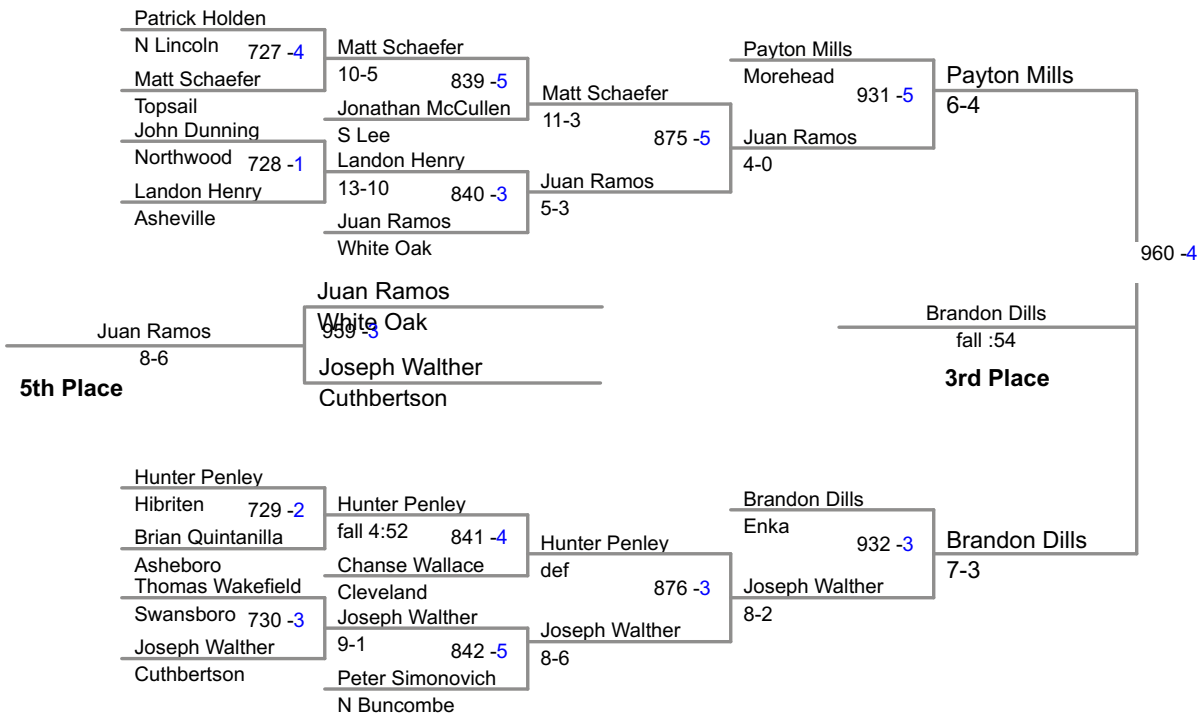 Patrick Holden
N Lincoln
727 -4
Matt Schaefer
Topsail
John Dunning
Northwood
728 -1
Landon Henry
Asheville
Matt Schaefer
10-5
839 -5
Jonathan McCullen
S Lee
Landon Henry
13-10
840 -3
Juan Ramos
White Oak
Matt Schaefer
11-3
875 -5
Juan Ramos
5-3
Payton Mills
Morehead
931 -5
Juan Ramos
4-0
Payton Mills
6-4
960 -4
Juan Ramos
White Oak
959 -3
Joseph Walther
Cuthbertson
Juan Ramos
8-6
5th Place
Brandon Dills
fall :54
3rd Place
Hunter Penley
Hibriten
729 -2
Brian Quintanilla
Asheboro
Thomas Wakefield
Swansboro
730 -3
Joseph Walther
Cuthbertson
Hunter Penley
fall 4:52
841 -4
Chanse Wallace
Cleveland
Joseph Walther
9-1
842 -5
Peter Simonovich
N Buncombe
Hunter Penley
def
876 -3
Joseph Walther
8-6
Brandon Dills
Enka
932 -3
Joseph Walther
8-2
Brandon Dills
7-3